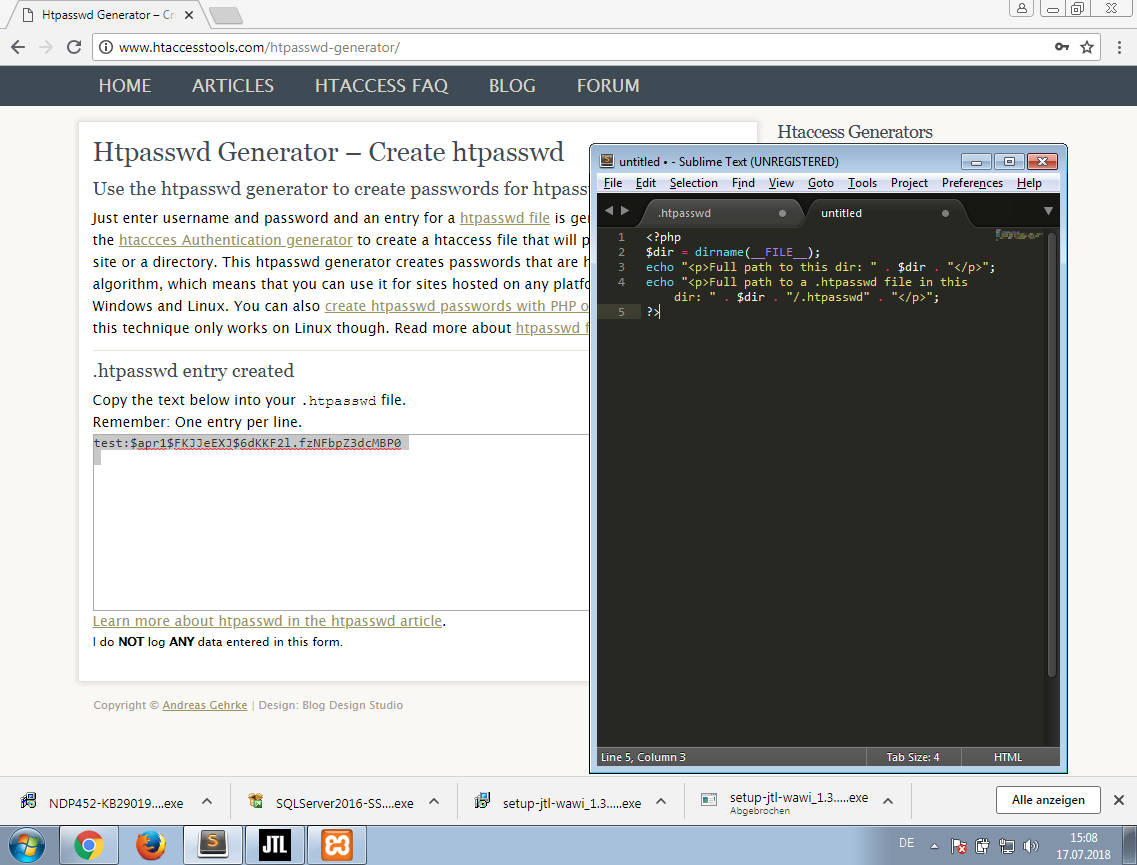 Htpasswd Generator – Cr
www.htaccesstools.com/htpasswd-generator/
HOME ARTICLES HTACCESS FAQ BLOG FORUM
Htpasswd Generator – Create htpasswd
Use the htpasswd generator to create passwords for htpass
Just enter username and password and an entry for a htpasswd file is ge
the htaccces Authentication generator to create a htaccess file that will p
site or a directory. This htpasswd generator creates passwords that are h
algorithm, which means that you can use it for sites hosted on any platfo
Windows and Linux. You can also create htpasswd passwords with PHP o
this technique only works on Linux though. Read more about htpasswd f
.htpasswd entry created
Copy the text below into your .htpasswd file.
Remember: One entry per line.
test:$apr1$FKJJeEXJ$6dKKF2l.fzNFbpZ3dcMBP0
Learn more about htpasswd in the htpasswd article.
I do NOT log ANY data entered in this form.
Copyright © Andreas Gehrke | Design: Blog Design Studio
Htaccess Generators
untitled • - Sublime Text (UNREGISTERED)
File Edit Selection Find View Goto Tools Project Preferences Help
.htpasswd untitled
1 <?php
2 $dir = dirname(__FILE__);
3 echo "<p>Full path to this dir: " . $dir . "</p>";
4 echo "<p>Full path to a .htpasswd file in this
dir: " . $dir . "/.htpasswd" . "</p>";
5 ?>
Line 5, Column 3 Tab Size: 4 HTML
NDP452-KB29019....exe SQLServer2016-SS....exe setup-jtl-wawi_1.3.....exe setup-jtl-wawi_1.3.....exe Alle anzeigen
Abgebrochen
S JTL DE 15:08
17.07.2018